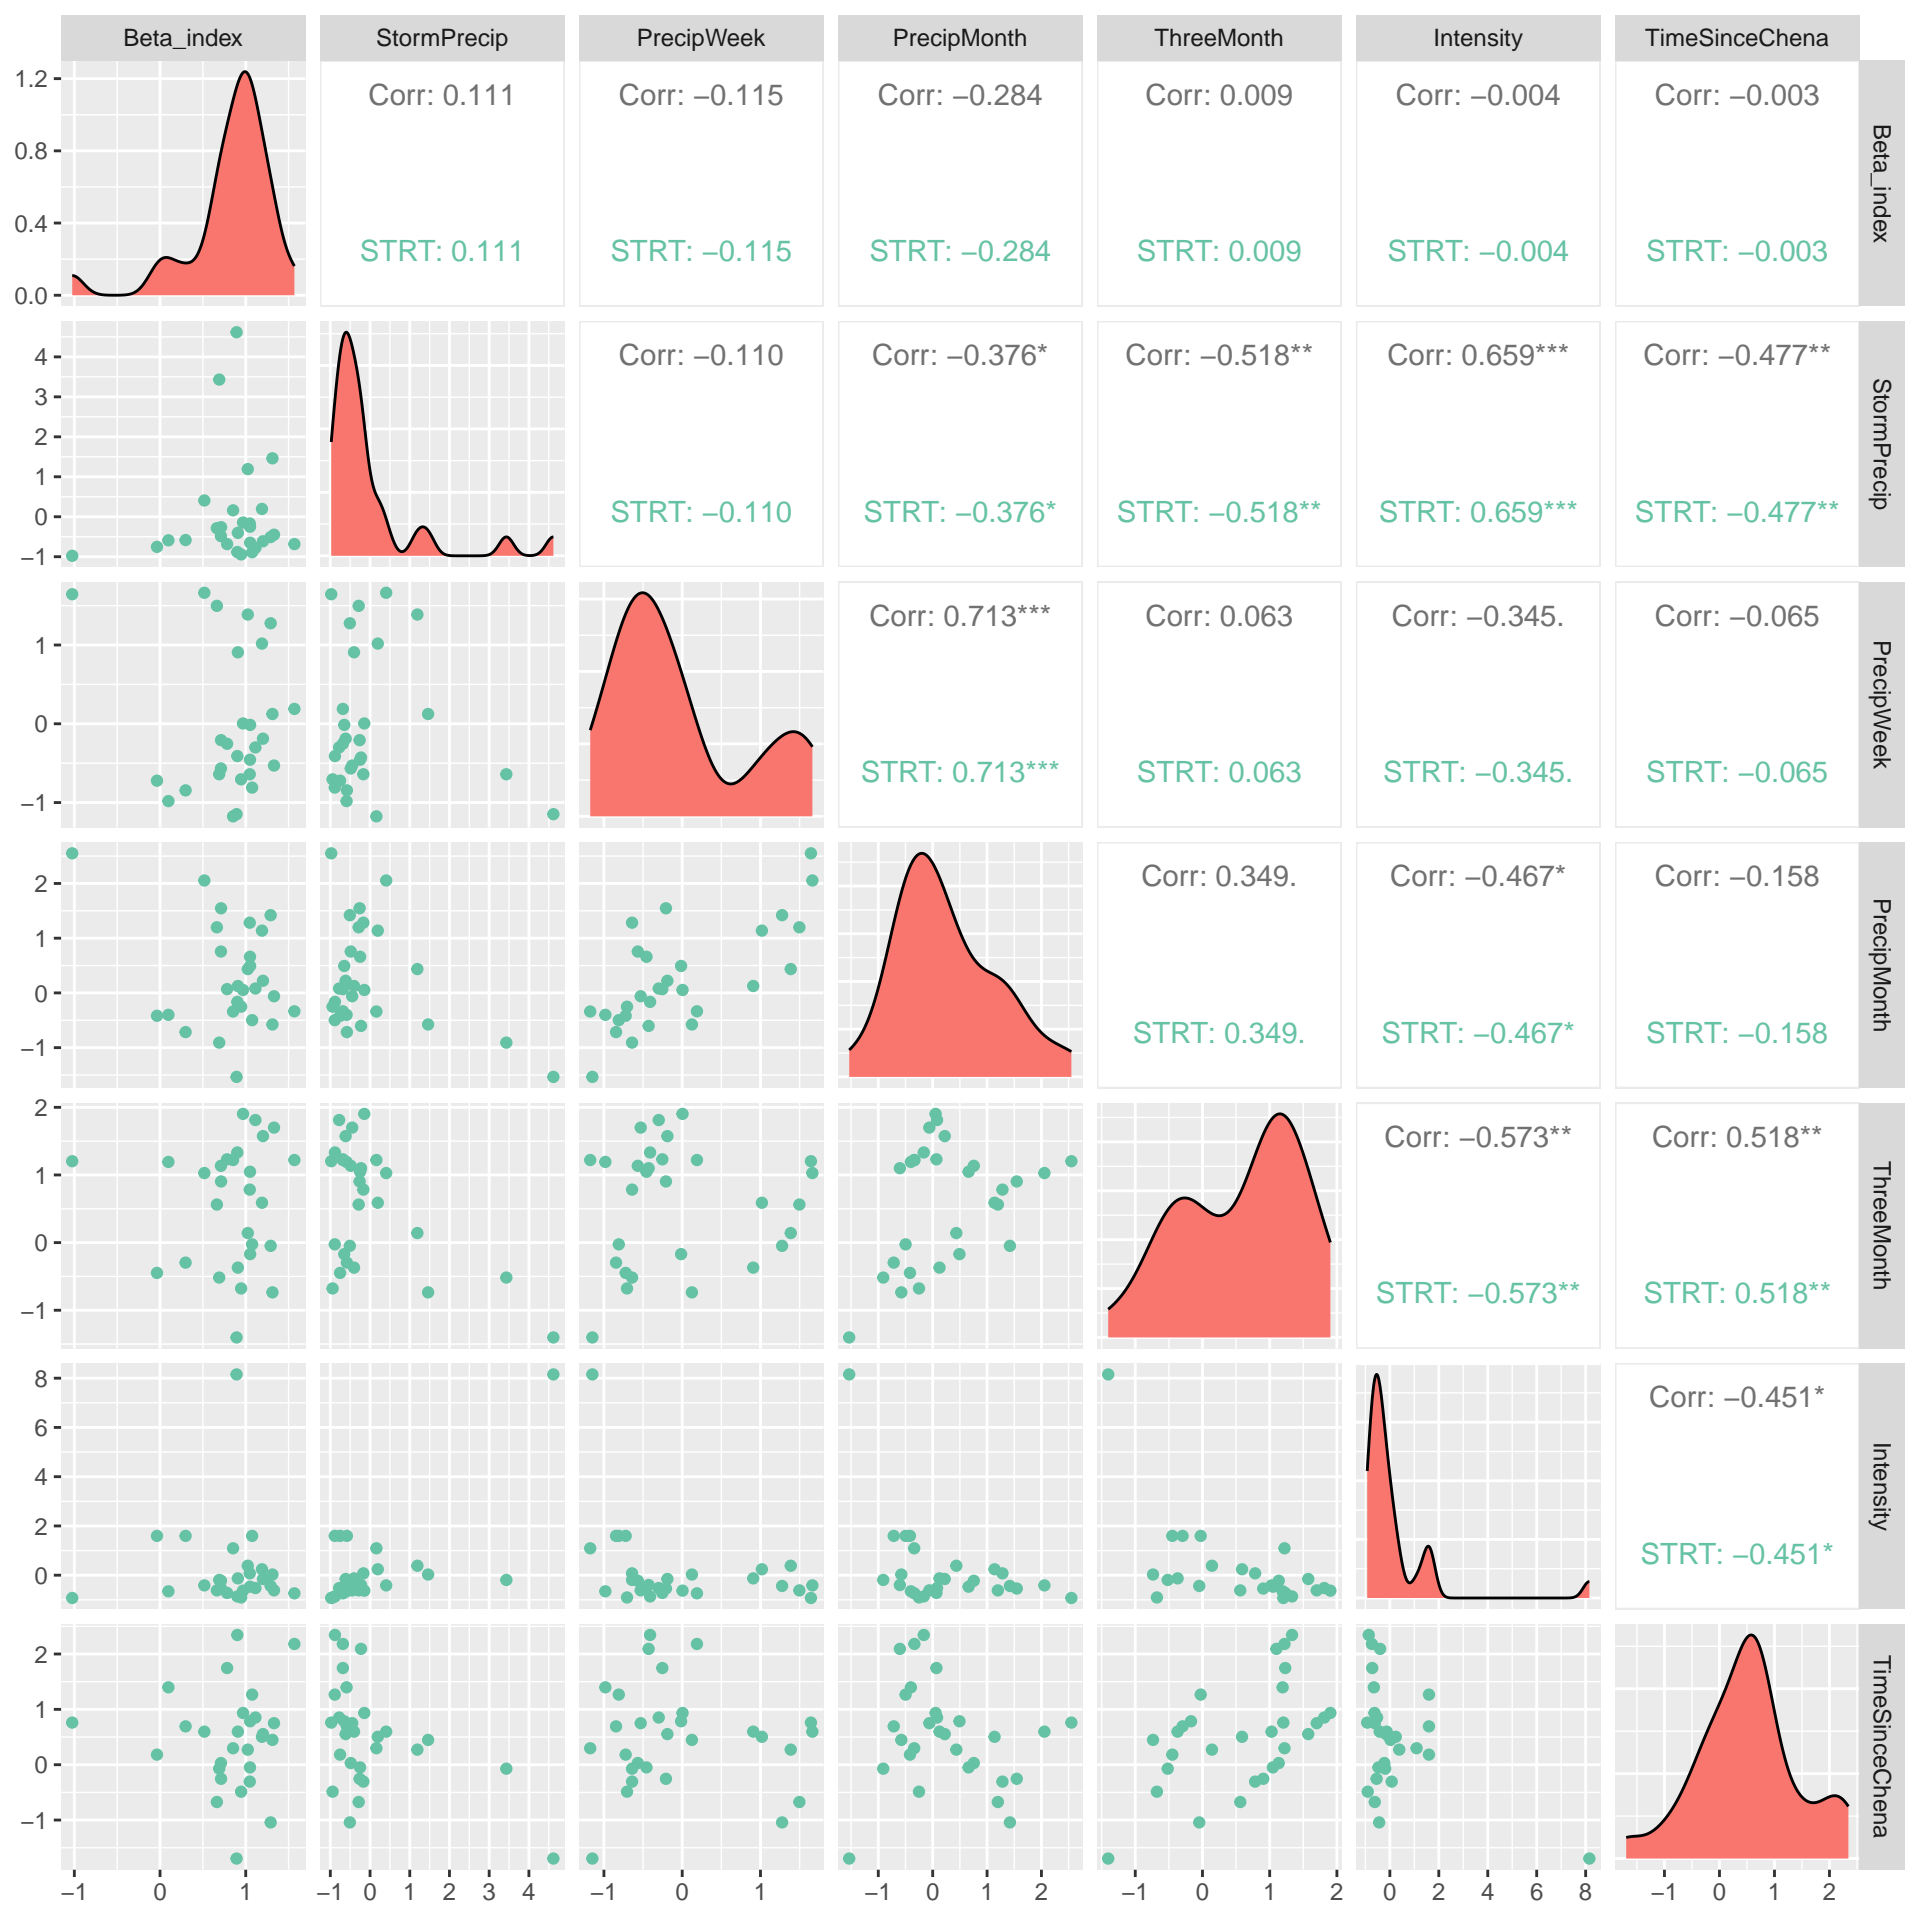 Beta_index StormPrecip PrecipWeek PrecipMonth ThreeMonth Intensity TimeSinceChena
1.2
0.8
0.4
0.0
Corr: 0.111 Corr: −0.115 Corr: −0.284 Corr: 0.009 Corr: −0.004 Corr: −0.003
STRT: 0.111 STRT: −0.115 STRT: −0.284 STRT: 0.009 STRT: −0.004 STRT: −0.003
Beta_index
4
3
2
1
0
−1
Corr: −0.110 Corr: −0.376* Corr: −0.518** Corr: 0.659*** Corr: −0.477**
STRT: −0.110 STRT: −0.376* STRT: −0.518** STRT: 0.659*** STRT: −0.477**
StormPrecip
1
0
−1
Corr: 0.713*** Corr: 0.063 Corr: −0.345. Corr: −0.065
STRT: 0.713*** STRT: 0.063 STRT: −0.345. STRT: −0.065
PrecipWeek
2
1
0
−1
Corr: 0.349. Corr: −0.467* Corr: −0.158
STRT: 0.349. STRT: −0.467* STRT: −0.158
PrecipMonth
2
1
0
−1
Corr: −0.573** Corr: 0.518**
STRT: −0.573** STRT: 0.518**
ThreeMonth
8
6
4
2
0
Corr: −0.451*
STRT: −0.451*
Intensity
2
1
0
−1
TimeSinceChena
−1 0 1 −1 0 1 2 3 4 −1 0 1 −1 0 1 2 −1 0 1 2 0 2 4 6 8 −1 0 1 2